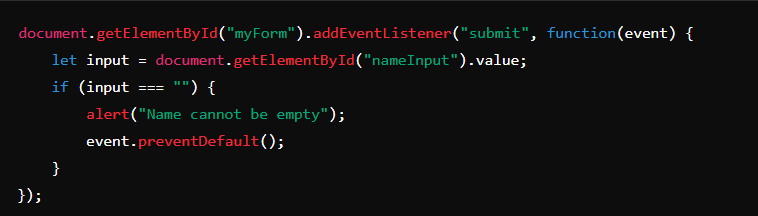 document.getElementById("myForm").addEventListener("submit", function(event) {
    let input = document.getElementById("nameInput").value;
    if (input === "") {
        alert("Name cannot be empty");
        event.preventDefault();
    }
});